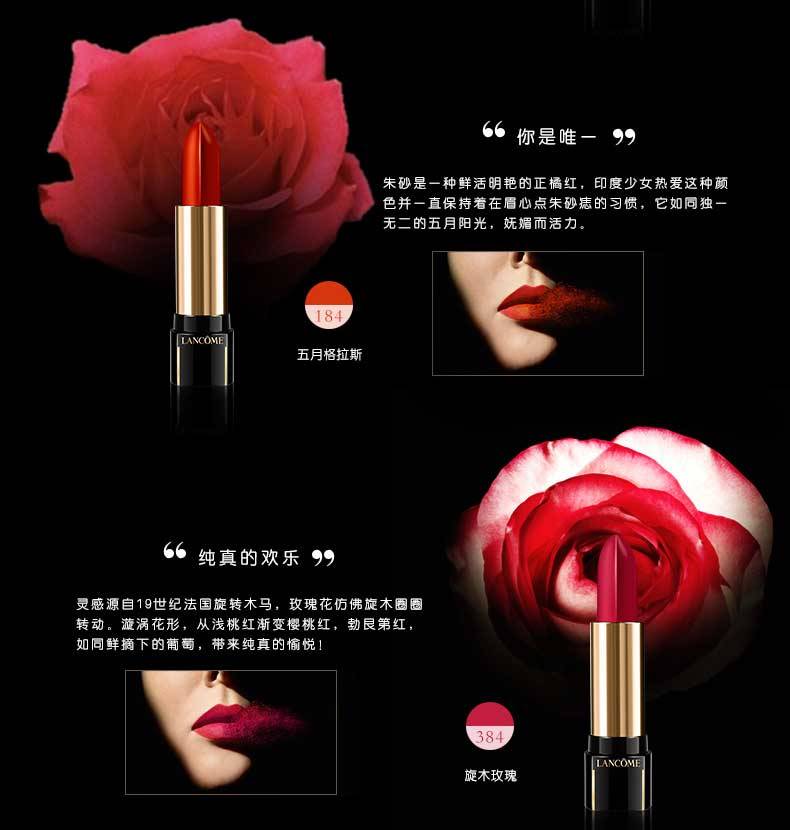 “ 你是唯一 ”
朱砂是一种鲜活明艳的正橘红，印度少女热爱这种颜
色并一直保持着在眉心点朱砂痣的习惯，它如同独一
无二的五月阳光，妩媚而活力。
184
LANCÔME
五月格拉斯
“ 纯真的欢乐 ”
灵感源自19世纪法国旋转木马，玫瑰花仿佛旋木圈圈
转动。漩涡花形，从浅桃红渐变樱桃红，勃艮第红，
如同鲜摘下的葡萄，带来纯真的愉悦！
384
LANCÔME
旋木玫瑰